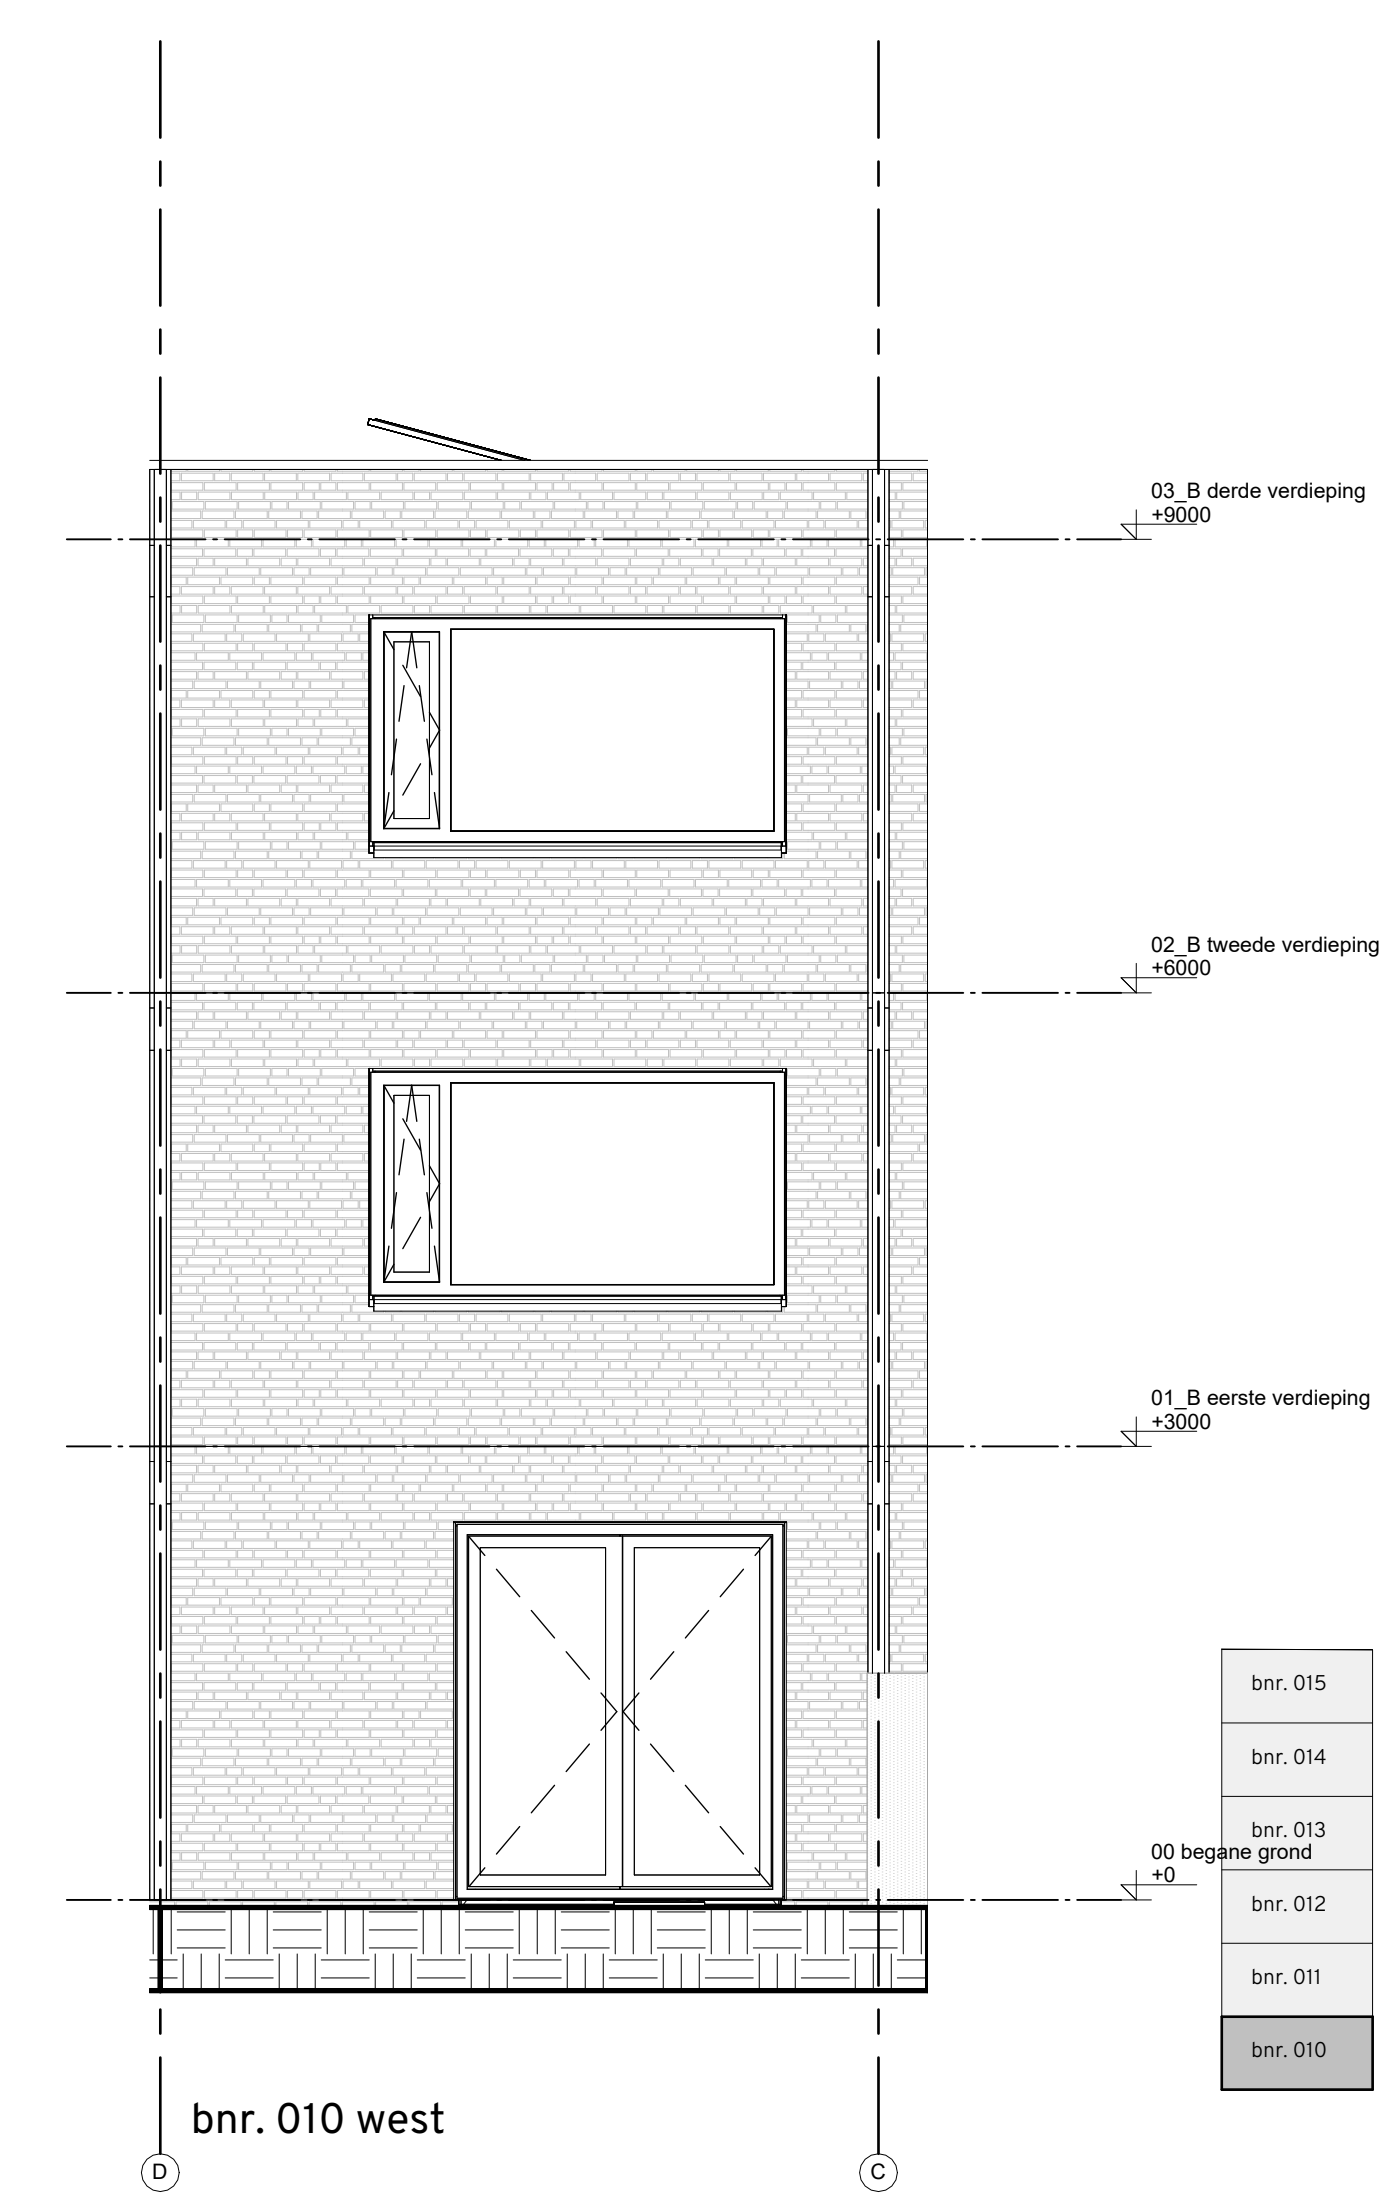 03_B derde verdieping
+9000
02_B tweede verdieping
+6000
01_B eerste verdieping
+3000
bnr. 015
bnr. 014
bnr. 013
00 begane grond
+0
bnr. 012
bnr. 011
bnr. 010
bnr. 010 west
D
C